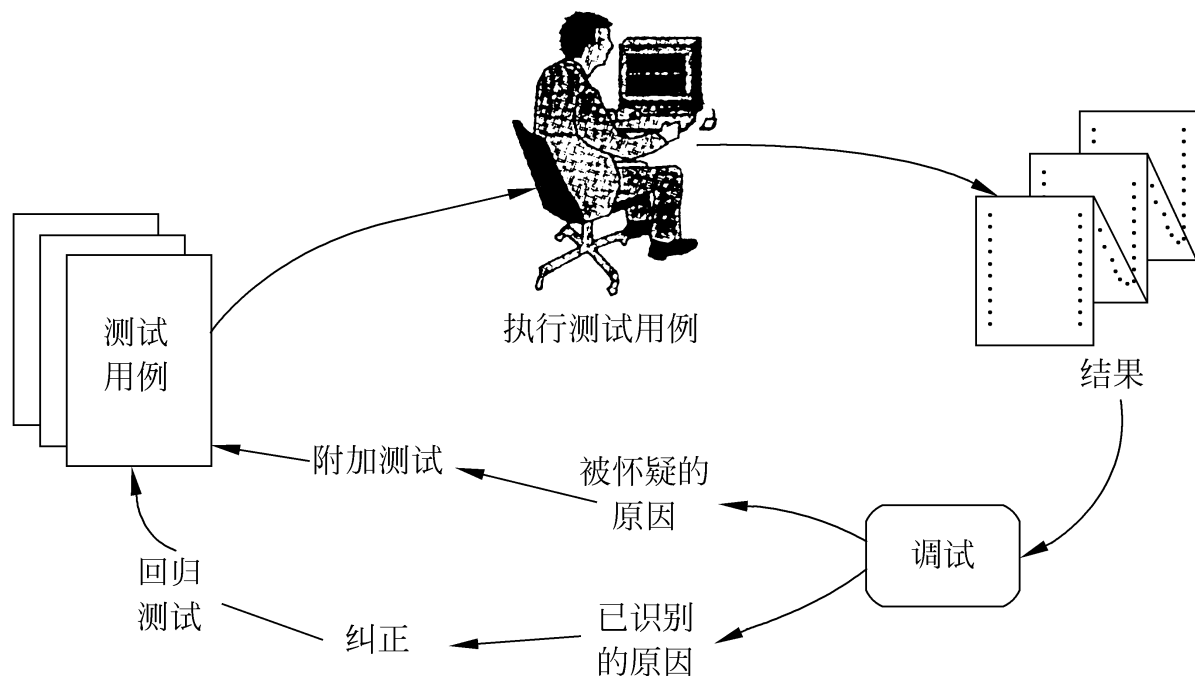 执行测试用例
测试
用例
结果
附加测试
被怀疑的
原因
调试
回归
测试
纠正
已识别
的原因